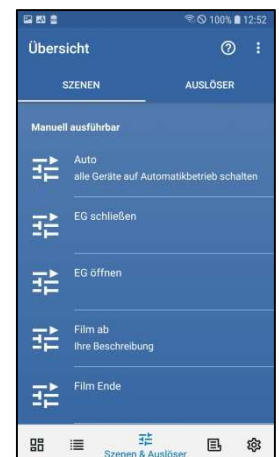 100% 12:52
Übersicht
SZENEN AUSLÖSER
Manuell ausführbar
Auto
alle Geräte auf Automatikbetrieb schalten
EG schließen
EG öffnen
Film ab
Ihre Beschreibung
Film Ende
Szenen & Auslöser